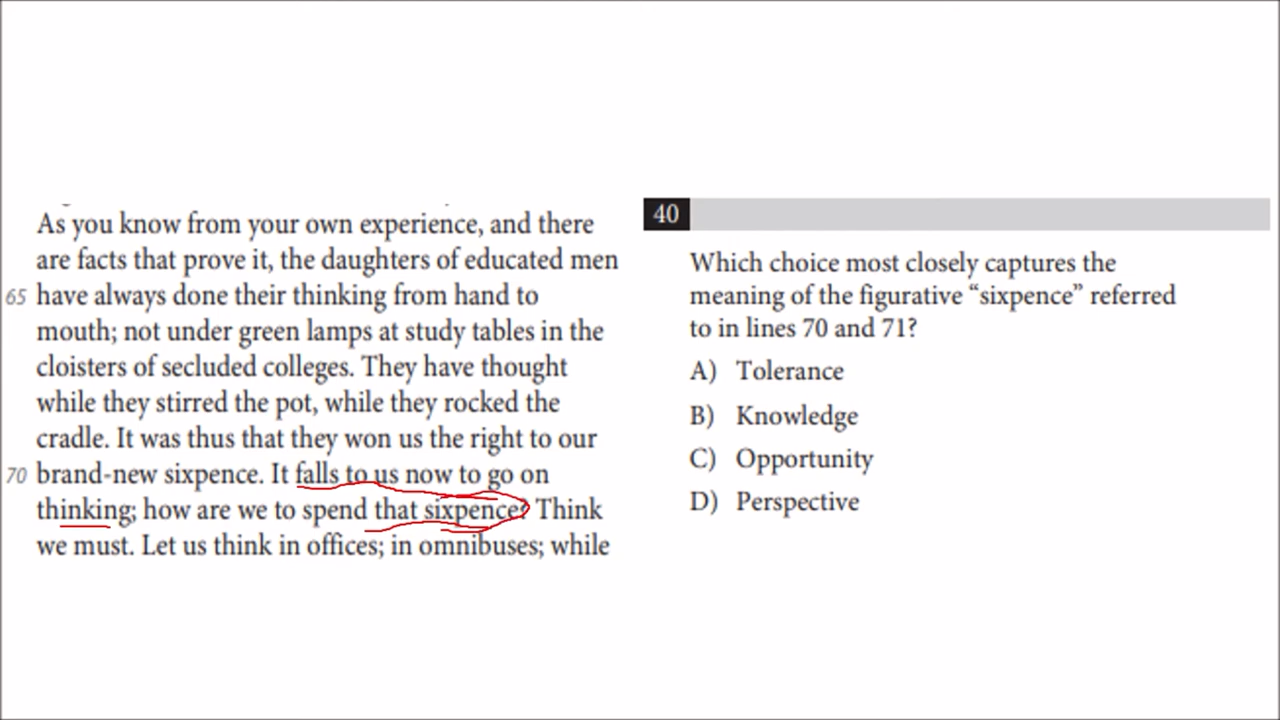 As you know from your own experience, and there
are facts that prove it, the daughters of educated men
65 have always done their thinking from hand to
mouth; not under green lamps at study tables in the
cloisters of secluded colleges. They have thought
while they stirred the pot, while they rocked the
cradle. It was thus that they won us the right to our
70 brand-new sixpence. It falls to us now to go on
thinking; how are we to spend that sixpence? Think
we must. Let us think in offices; in omnibuses; while
40
Which choice most closely captures the
meaning of the figurative “sixpence” referred
to in lines 70 and 71?
A) Tolerance
B) Knowledge
C) Opportunity
D) Perspective